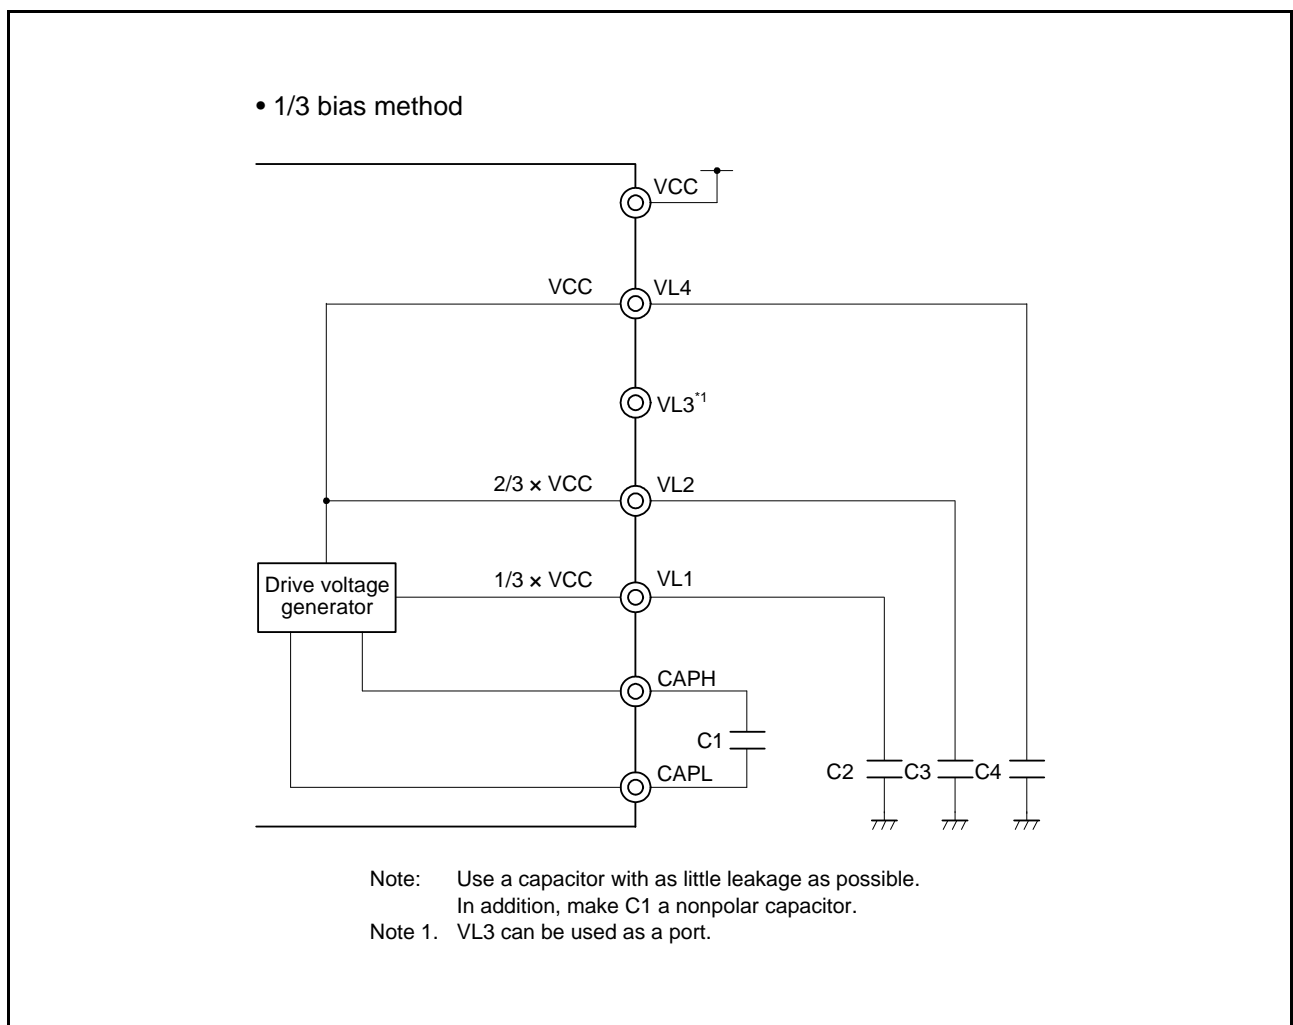 • 1/3 bias method
VCC
VCC VL4
VL3*1
2/3 × VCC VL2
Drive voltage
generator
1/3 × VCC VL1
CAPH
C1
CAPL
C2 C3 C4
Note: Use a capacitor with as little leakage as possible.
In addition, make C1 a nonpolar capacitor.
Note 1. VL3 can be used as a port.